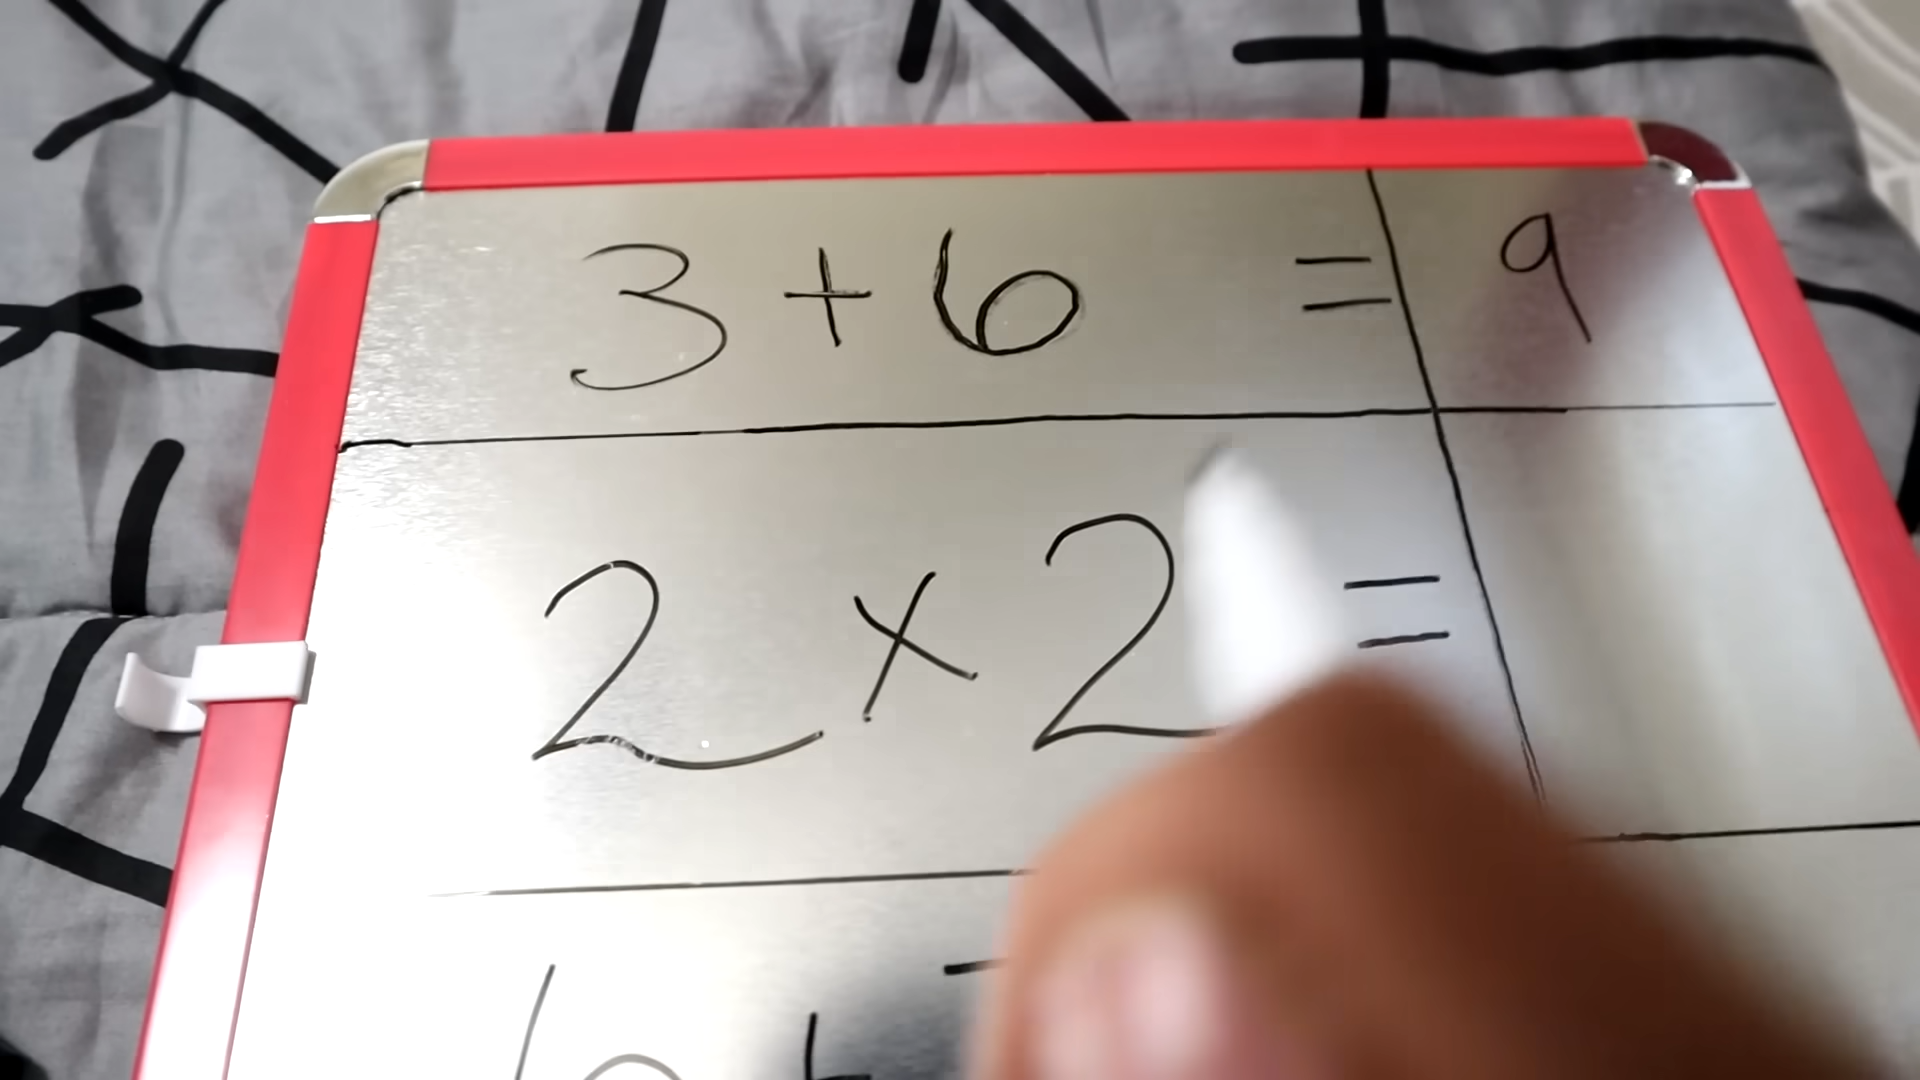 3 + 6 = 9
2 × 2 =